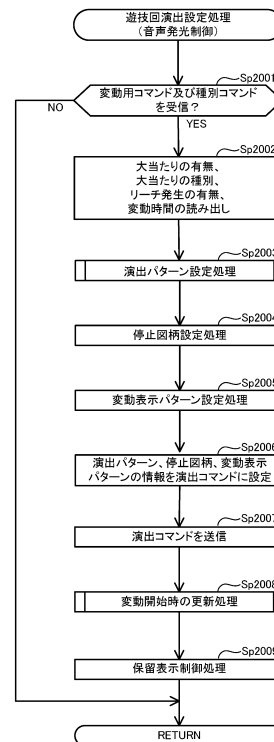 遊技回演出設定処理
(音声発光制御)
Sp2001
変動用コマンド及び種別コマンド
を受信？
NO
YES
Sp2002
大当たりの有無、
大当たりの種別、
リーチ発生の有無、
変動時間の読み出し
Sp2003
演出パターン設定処理
Sp2004
停止図柄設定処理
Sp2005
変動表示パターン設定処理
Sp2006
演出パターン、停止図柄、変動表示
パターンの情報を演出コマンドに設定
Sp2007
演出コマンドを送信
Sp2008
変動開始時の更新処理
Sp2009
保留表示制御処理
RETURN